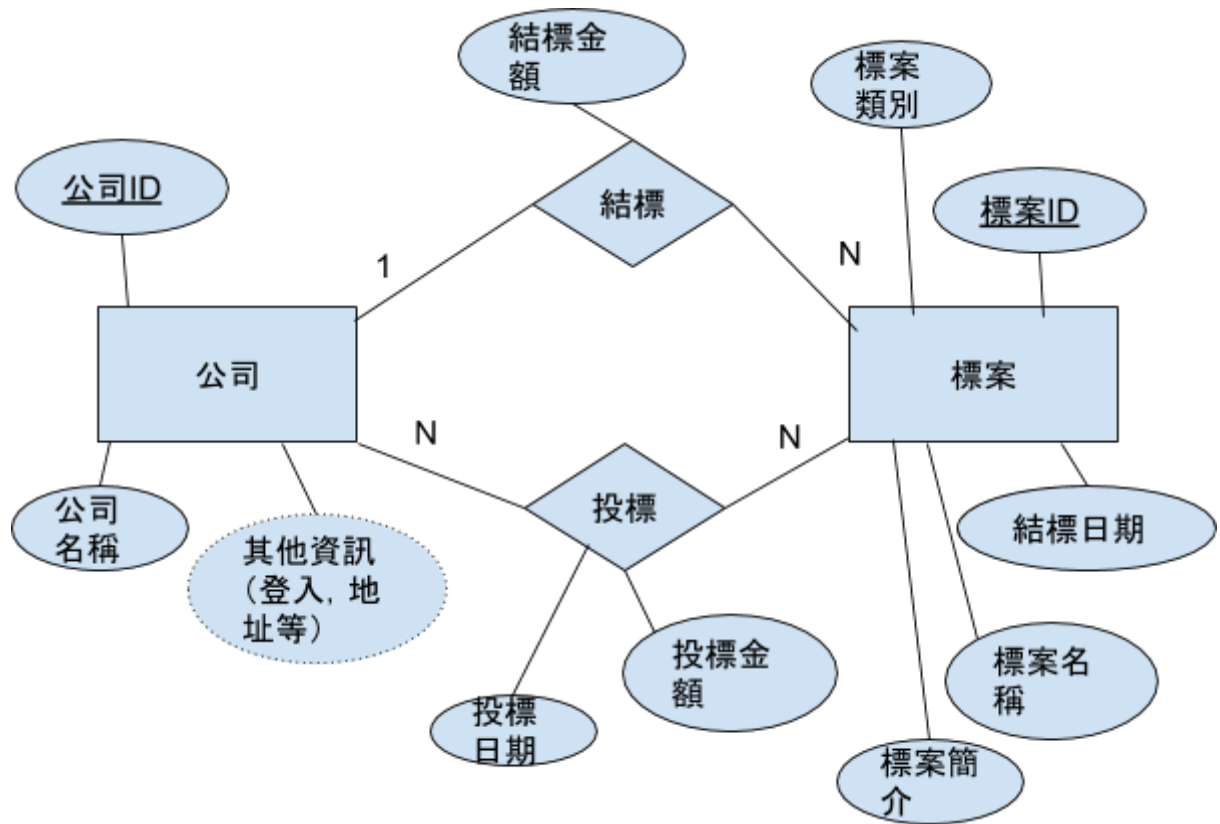 結標金
額
標案
類別
公司ID
結標
標案ID
1
N
公司
標案
N
N
公司
名稱
投標
其他資訊
（登入, 地
址等）
結標日期
投標金
額
標案名
稱
投標
日期
標案簡
介